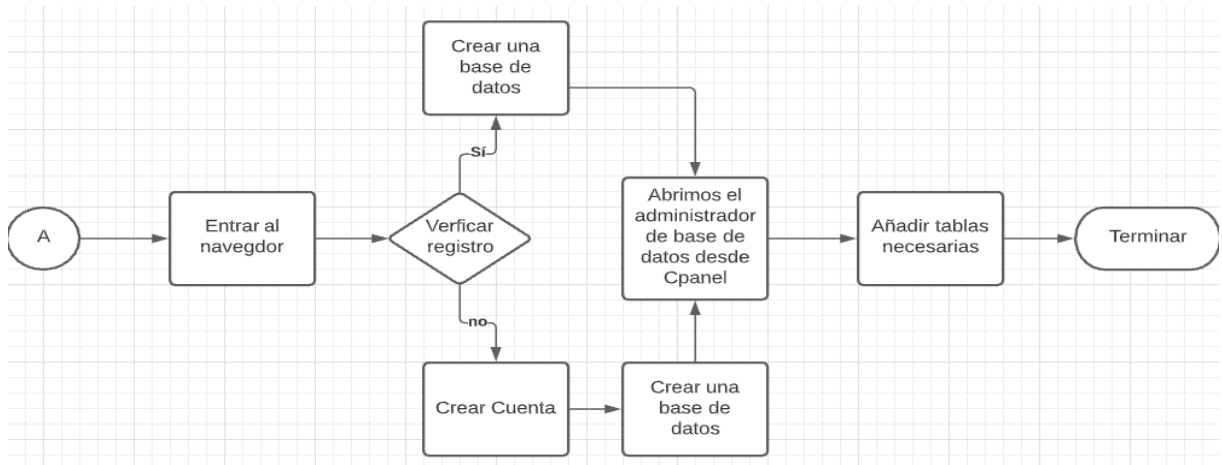 A
Entrar al
navegdor
Verficar
registro
Sí
Crear una
base de
datos
no
Crear Cuenta
Crear una
base de
datos
Abrimos el
administrador
de base de
datos desde
Cpanel
Añadir tablas
necesarias
Terminar